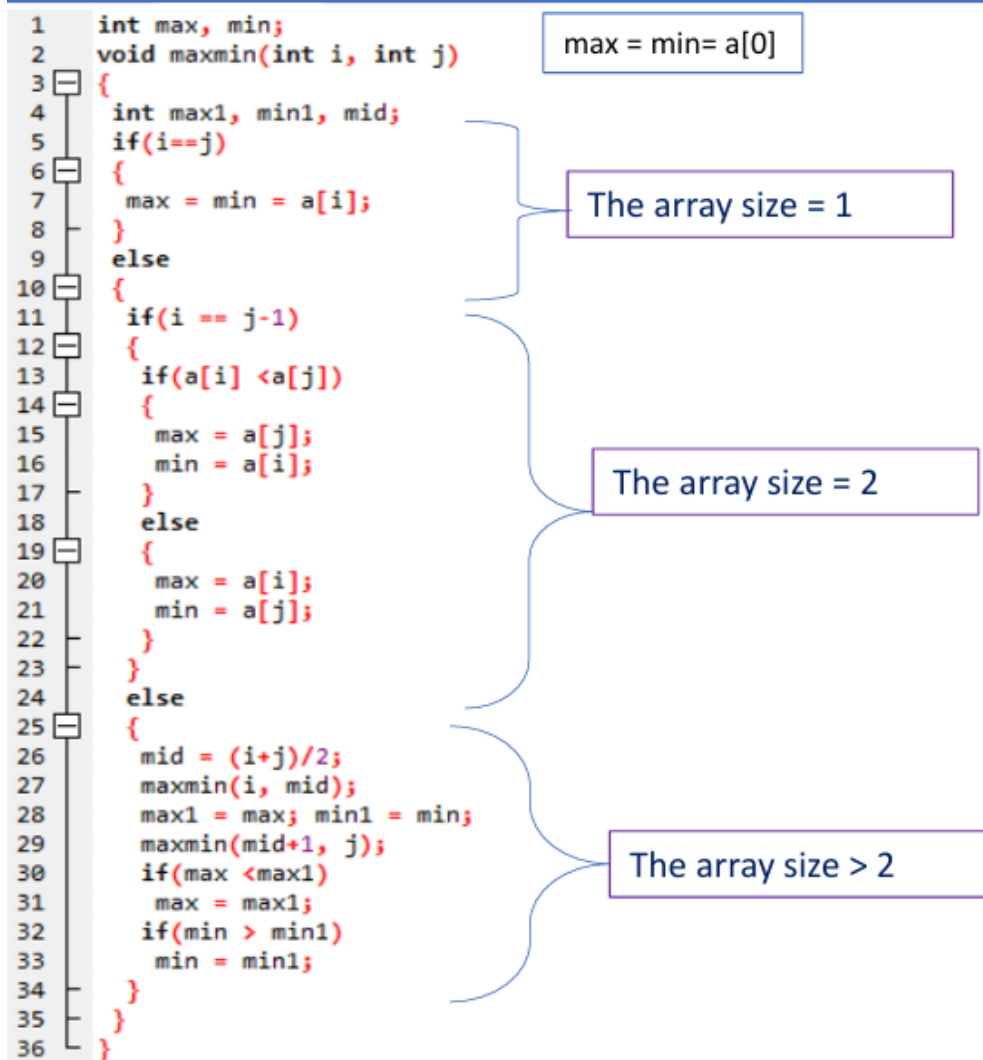 1 int max, min;
2 void maxmin(int i, int j)
3 {
4 int max1, min1, mid;
5 if(i==j)
6 {
7 max = min = a[i];
8 }
9 else
10 {
11 if(i == j-1)
12 {
13 if(a[i] <a[j])
14 {
15 max = a[j];
16 min = a[i];
17 }
18 else
19 {
20 max = a[i];
21 min = a[j];
22 }
23 }
24 else
25 {
26 mid = (i+j)/2;
27 maxmin(i, mid);
28 max1 = max; min1 = min;
29 maxmin(mid+1, j);
30 if(max <max1)
31 max = max1;
32 if(min > min1)
33 min = min1;
34 }
35 }
36 }
max = min= a[0]
The array size = 1
The array size = 2
The array size > 2